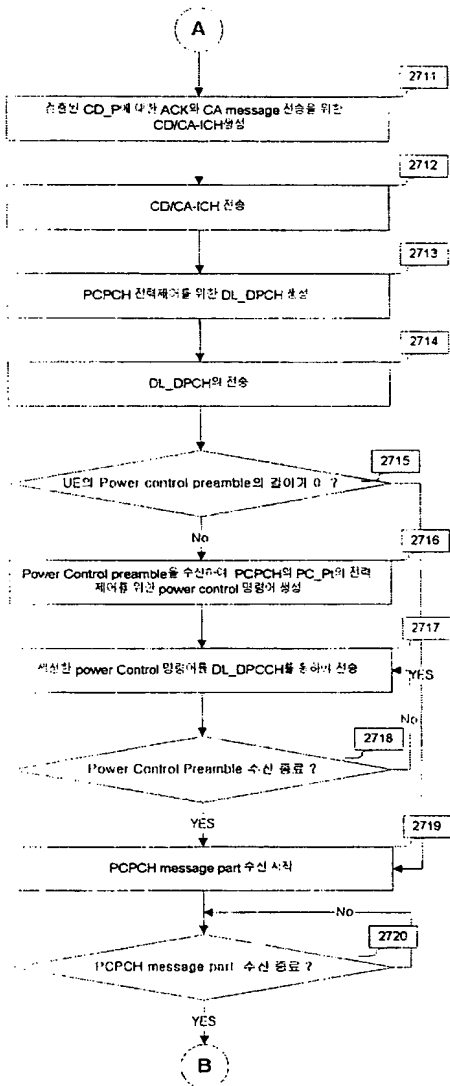 A
2711
검출된 CD_P에 대한 ACK와 CA message 전송을 위한
CD/CA-ICH생성
2712
CD/CA-ICH 전송
2713
PCPCH 전력제어를 위한 DL_DPCH 생성
2714
DL_DPCH의 전송
2715
UE의 Power control preamble의 길이가 0 ?
No
2716
Power Control preamble을 수신하여 PCPCH의 PC_P의 전력
제어를 위한 power control 명령어 생성
2717
생성한 power Control 명령어를 DL_DPCCH를 통하여 전송
YES
No
2718
Power Control Preamble 수신 종료 ?
YES
2719
PCPCH message part 수신 시작
No
2720
PCPCH message part 수신 종료 ?
YES
B